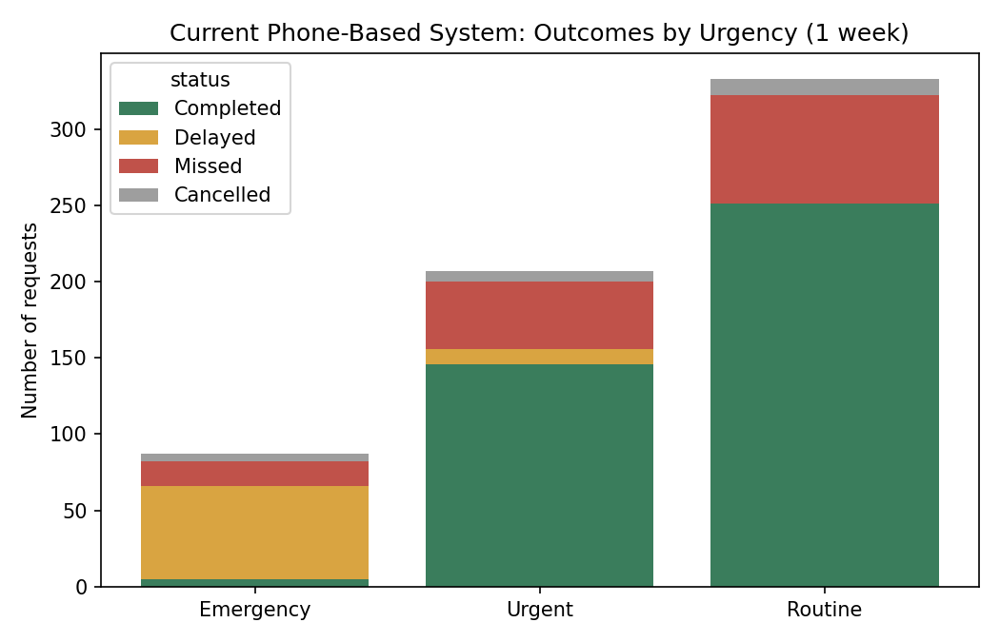 Current Phone-Based System: Outcomes by Urgency (1 week)
status
Completed
Delayed
Missed
Cancelled
Number of requests
300
250
200
150
100
50
0
Emergency
Urgent
Routine